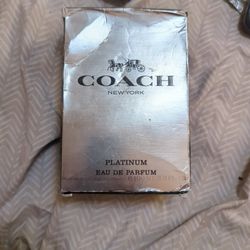 COACH
NEW YORK
PLATINUM
EAU DE PARFUM